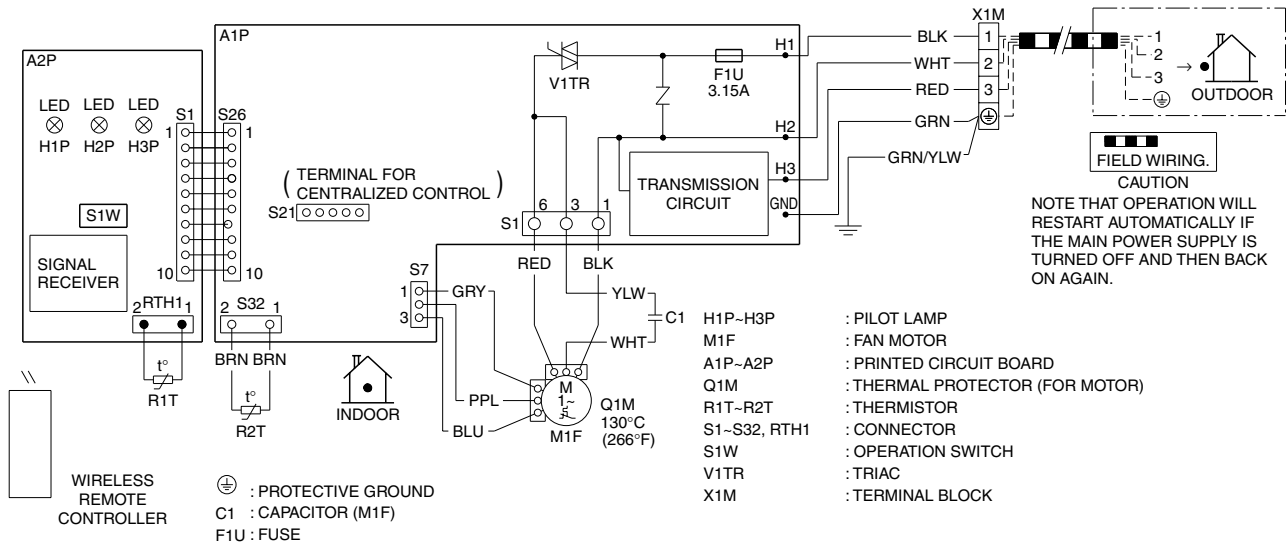 A2P
LED LED LED
H1P H2P H3P
S1
S26
1
1
10
10
S1W
SIGNAL
RECEIVER
2 RTH1 1
t°
R1T
WIRELESS
REMOTE
CONTROLLER
A1P
V1TR
F1U
3.15A
H1
H2
H3
GND
TRANSMISSION
CIRCUIT
( TERMINAL FOR
CENTRALIZED CONTROL )
S21
S1
6 3 1
RED
BLK
YLW
C1
WHT
S7
1
3
GRY
PPL
BLU
2 S32 1
BRN BRN
t°
R2T
INDOOR
M
1~
M1F
Q1M
130°C
(266°F)
X1M
BLK
1
WHT
2
RED
3
GRN
GRN/YLW
1
2
3
→
OUTDOOR
FIELD WIRING.
CAUTION
NOTE THAT OPERATION WILL
RESTART AUTOMATICALLY IF
THE MAIN POWER SUPPLY IS
TURNED OFF AND THEN BACK
ON AGAIN.
: PROTECTIVE GROUND
C1 : CAPACITOR (M1F)
F1U : FUSE
H1P~H3P : PILOT LAMP
M1F : FAN MOTOR
A1P~A2P : PRINTED CIRCUIT BOARD
Q1M : THERMAL PROTECTOR (FOR MOTOR)
R1T~R2T : THERMISTOR
S1~S32, RTH1 : CONNECTOR
S1W : OPERATION SWITCH
V1TR : TRIAC
X1M : TERMINAL BLOCK